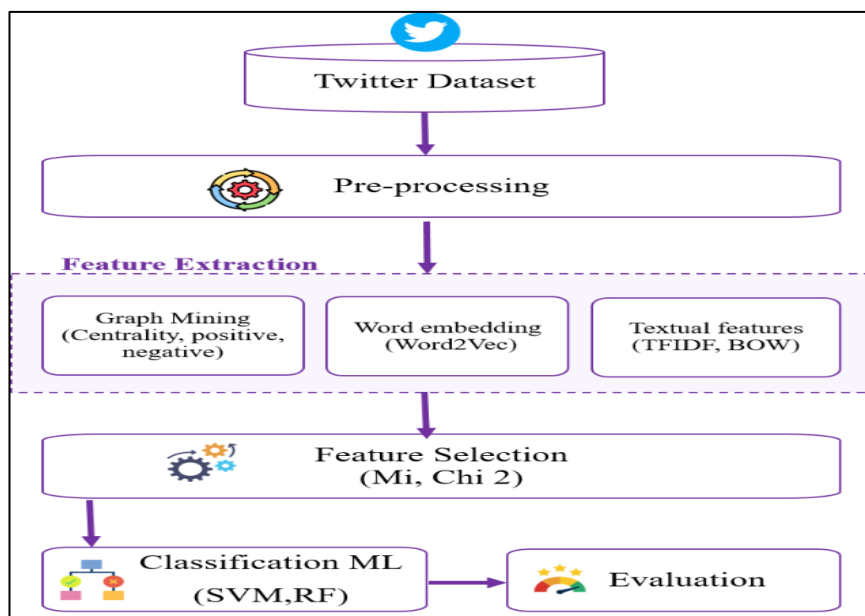 Twitter Dataset
Pre-processing
Feature Extraction
Graph Mining
(Centrality, positive,
negative)
Word embedding
(Word2Vec)
Textual features
(TFIDF, BOW)
Feature Selection
(Mi, Chi 2)
Classification ML
(SVM,RF)
Evaluation